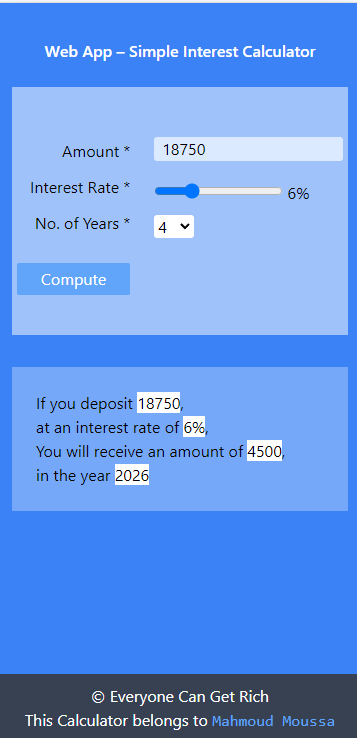 Web App – Simple Interest Calculator
Amount * 18750
Interest Rate * 6%
No. of Years * 4
Compute
If you deposit 18750,
at an interest rate of 6%,
You will receive an amount of 4500,
in the year 2026
© Everyone Can Get Rich
This Calculator belongs to Mahmoud Moussa